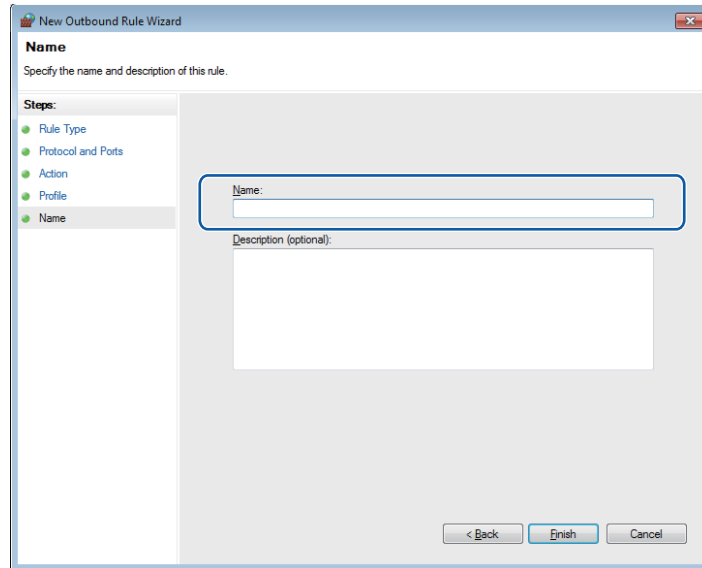 New Outbound Rule Wizard
Name
Specify the name and description of this rule.
Steps:
Rule Type
Protocol and Ports
Action
Profile
Name
Name:
Description (optional):
< Back
Finish
Cancel